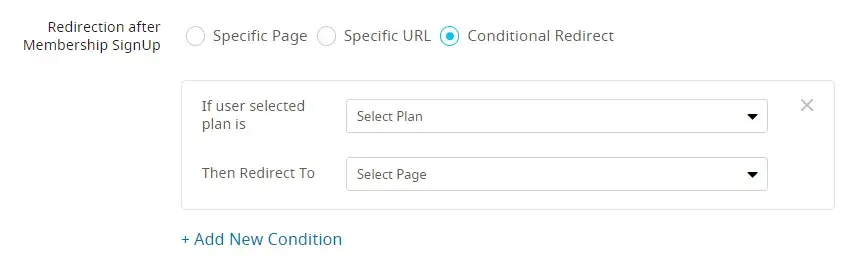 Redirection after
Membership SignUp
Specific Page
Specific URL
Conditional Redirect
If user selected
plan is
Select Plan
Then Redirect To
Select Page
+ Add New Condition